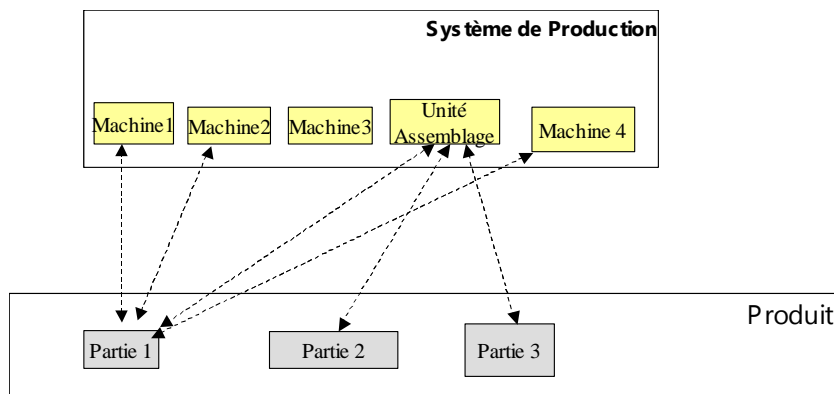 Système de Production
Machine1
Machine2
Machine3
Unité
Assemblage
Machine 4
Produit
Partie 1
Partie 2
Partie 3